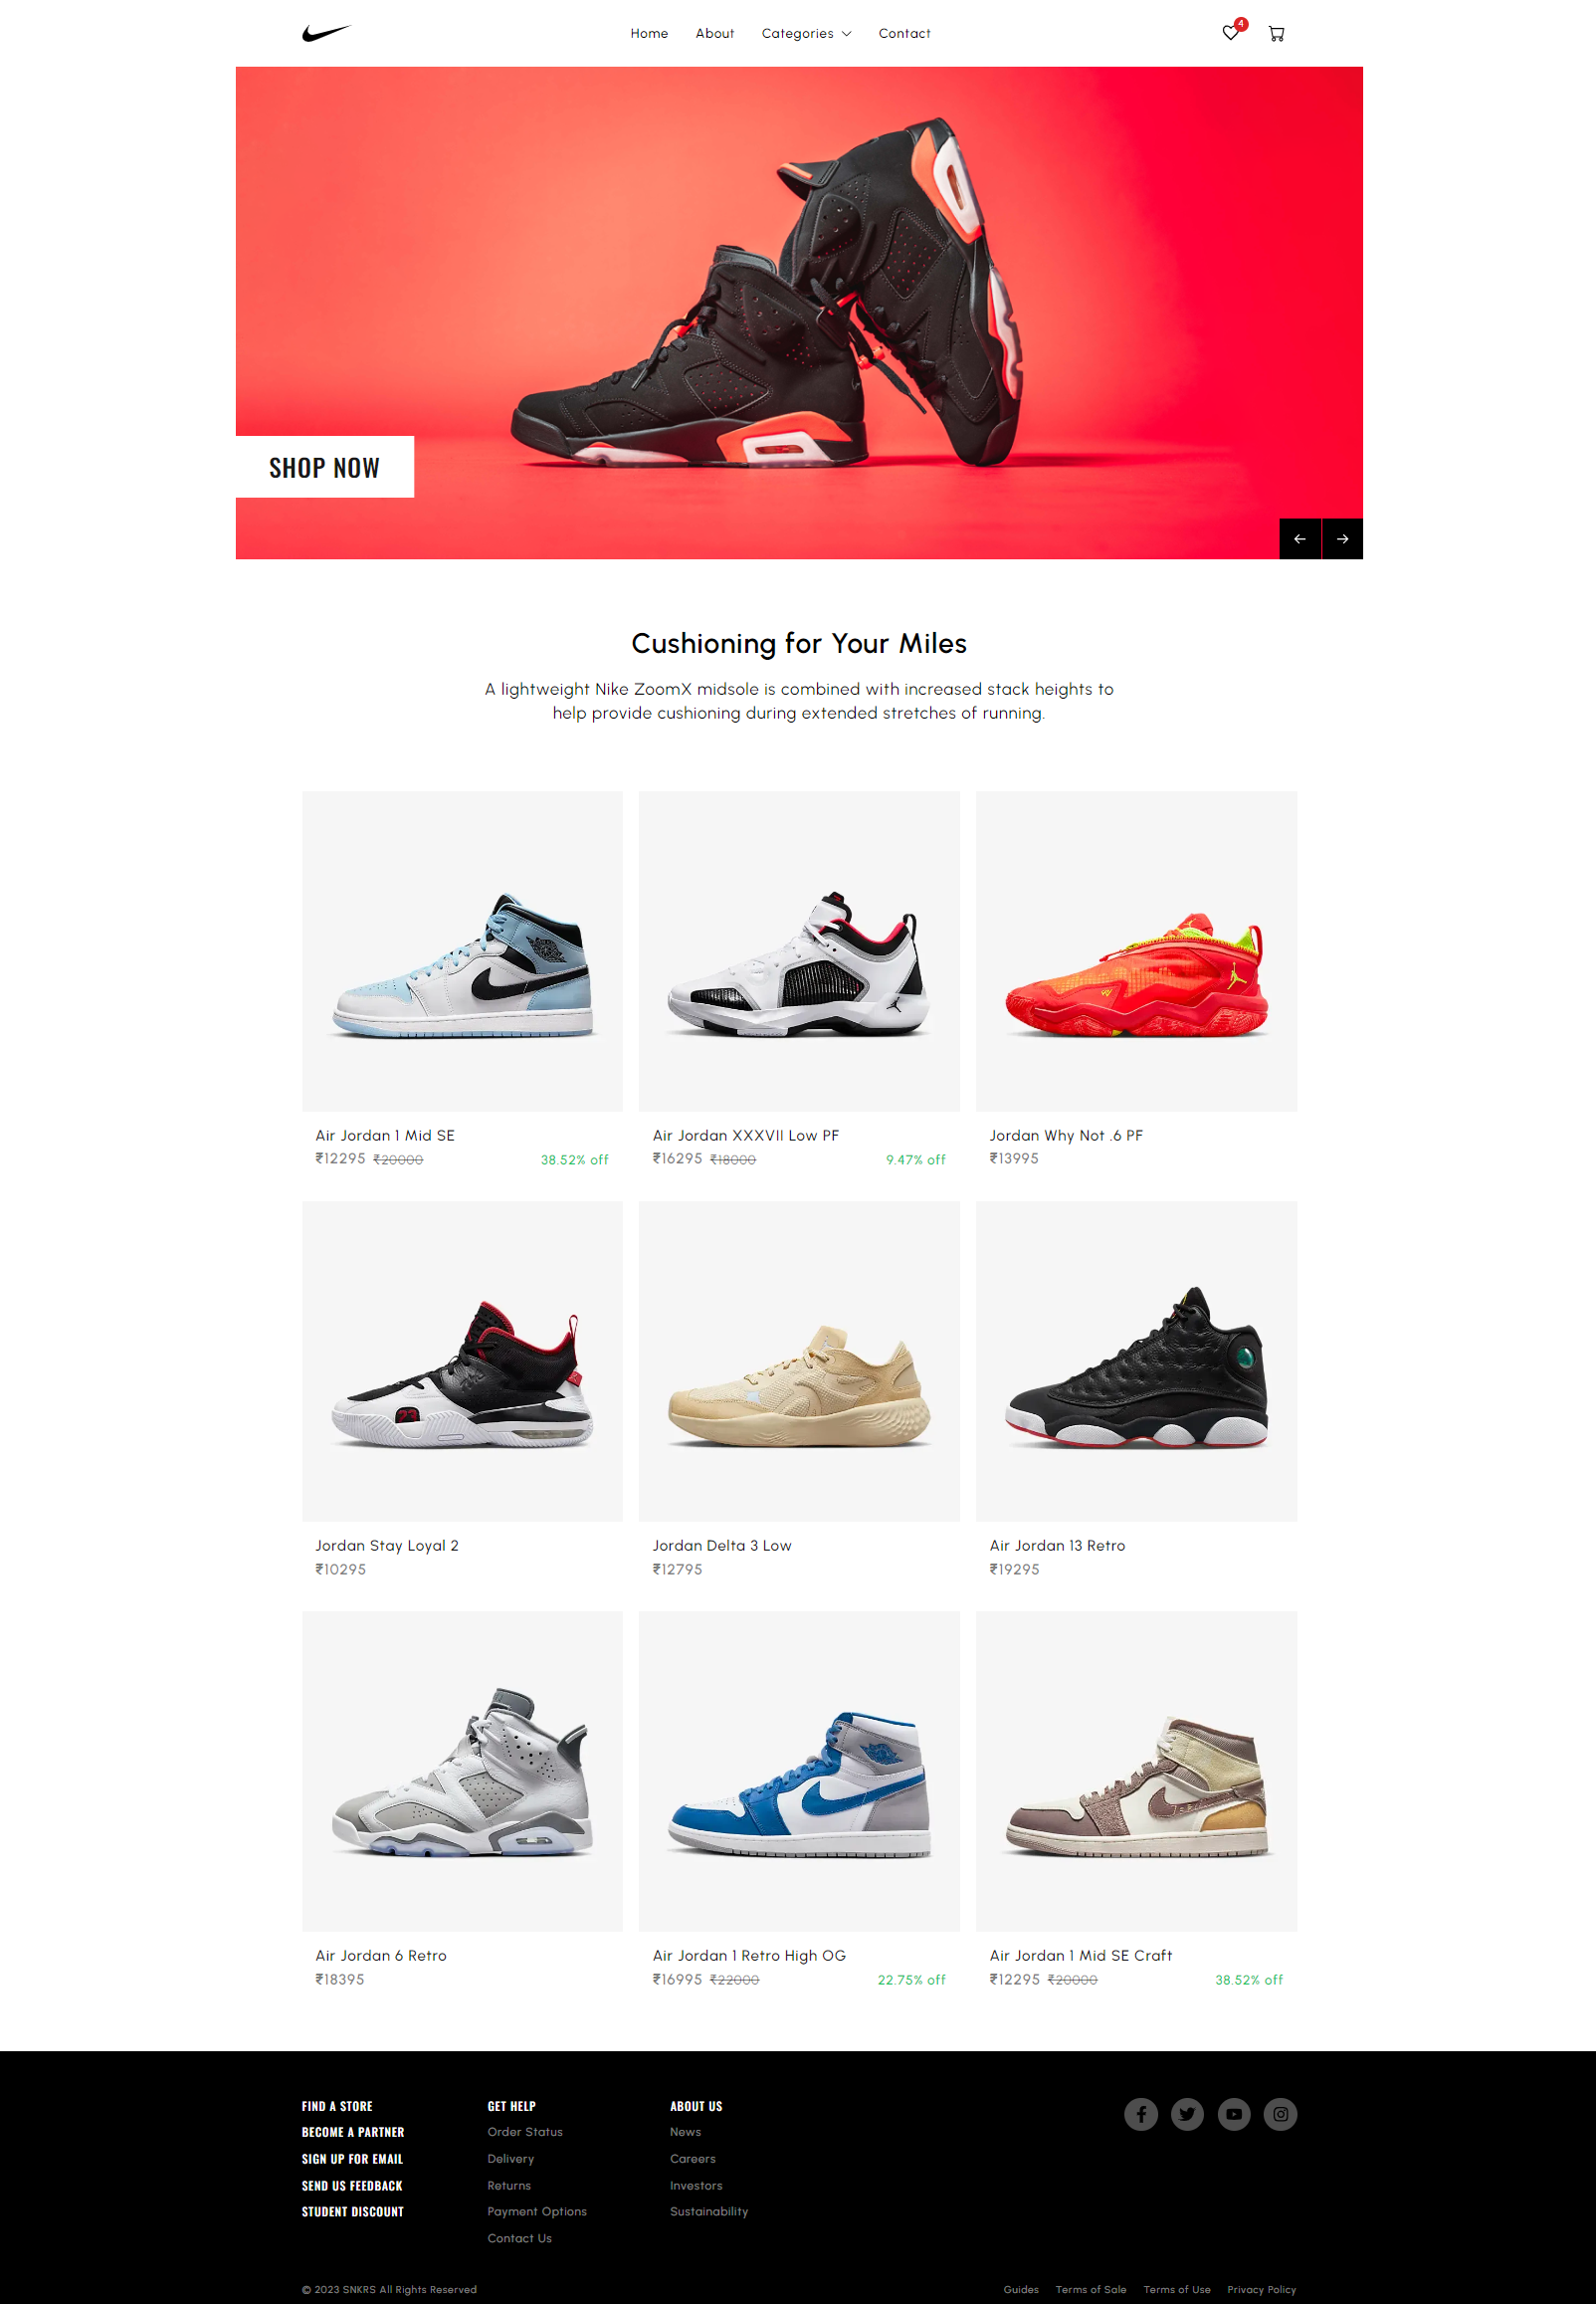 Home About Categories Contact 4
SHOP NOW
Cushioning for Your Miles
A lightweight Nike ZoomX midsole is combined with increased stack heights to
help provide cushioning during extended stretches of running.
Air Jordan 1 Mid SE
₹12295 ₹20000 38.52% off
Air Jordan XXXVII Low PF
₹16295 ₹18000 9.47% off
Jordan Why Not .6 PF
₹13995
23
Jordan Stay Loyal 2
₹10295
Jordan Delta 3 Low
₹12795
Air Jordan 13 Retro
₹19295
Air Jordan 6 Retro
₹18395
Air Jordan 1 Retro High OG
₹16995 ₹22000 22.75% off
Air Jordan 1 Mid SE Craft
₹12295 ₹20000 38.52% off
FIND A STORE
BECOME A PARTNER
SIGN UP FOR EMAIL
SEND US FEEDBACK
STUDENT DISCOUNT
GET HELP
Order Status
Delivery
Returns
Payment Options
Contact Us
ABOUT US
News
Careers
Investors
Sustainability
© 2023 SNKRS All Rights Reserved
Guides Terms of Sale Terms of Use Privacy Policy